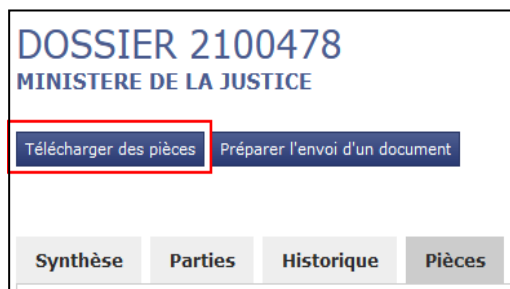 DOSSIER 2100478
MINISTERE DE LA JUSTICE
Télécharger des pièces Préparer l'envoi d'un document
Synthèse Parties Historique Pièces